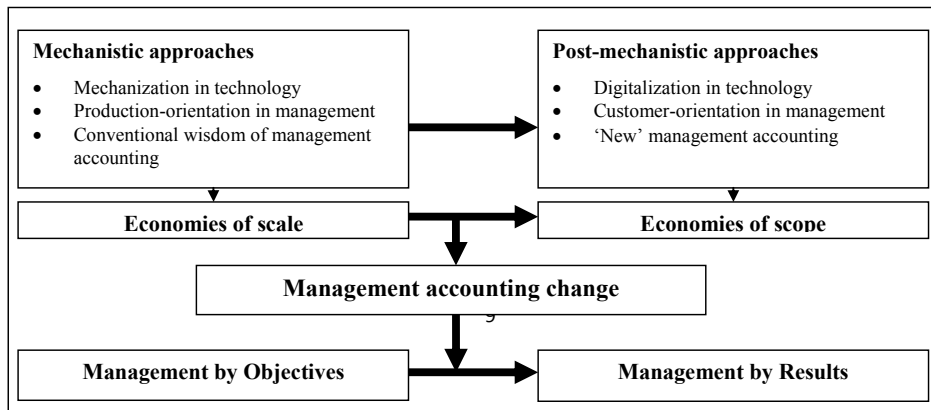 Mechanistic approaches
• Mechanization in technology
• Production-orientation in management
• Conventional wisdom of management
accounting
Post-mechanistic approaches
• Digitalization in technology
• Customer-orientation in management
• ‘New’ management accounting
Economies of scale
Economies of scope
Management accounting change
9
Management by Objectives
Management by Results